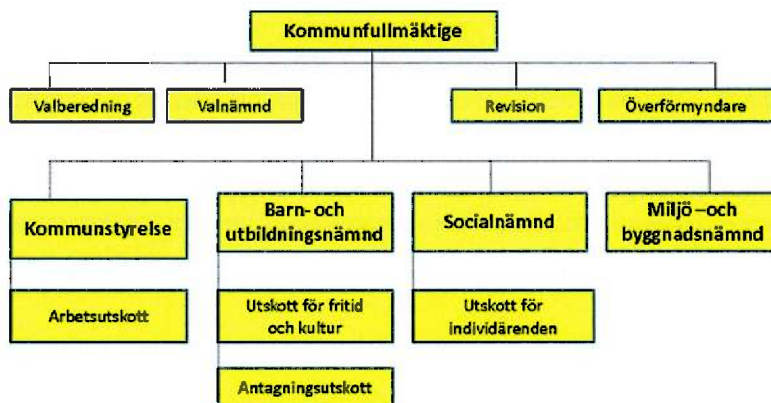 Kommunfullmäktige
Valberedning
Valnämnd
Revision
Överförmyndare
Kommunstyrelse
Barn- och
utbildningsnämnd
Socialnämnd
Miljö –och
byggnadsnämnd
Arbetsutskott
Utskott för fritid
och kultur
Utskott för
individärenden
Antagningsutskott